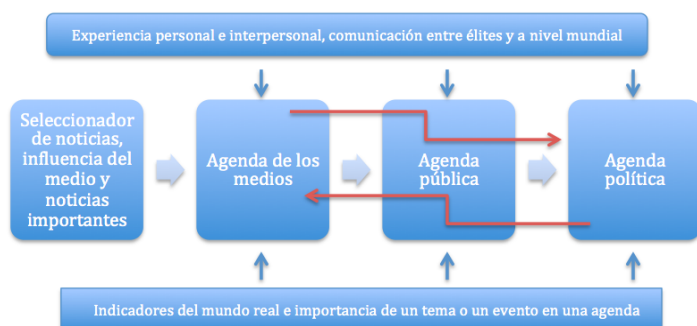 Experiencia personal e interpersonal, comunicación entre élites y a nivel mundial
Seleccionador
de noticias,
influencia del
medio y
noticias
importantes
Agenda de los
medios
Agenda
pública
Agenda
política
Indicadores del mundo real e importancia de un tema o un evento en una agenda